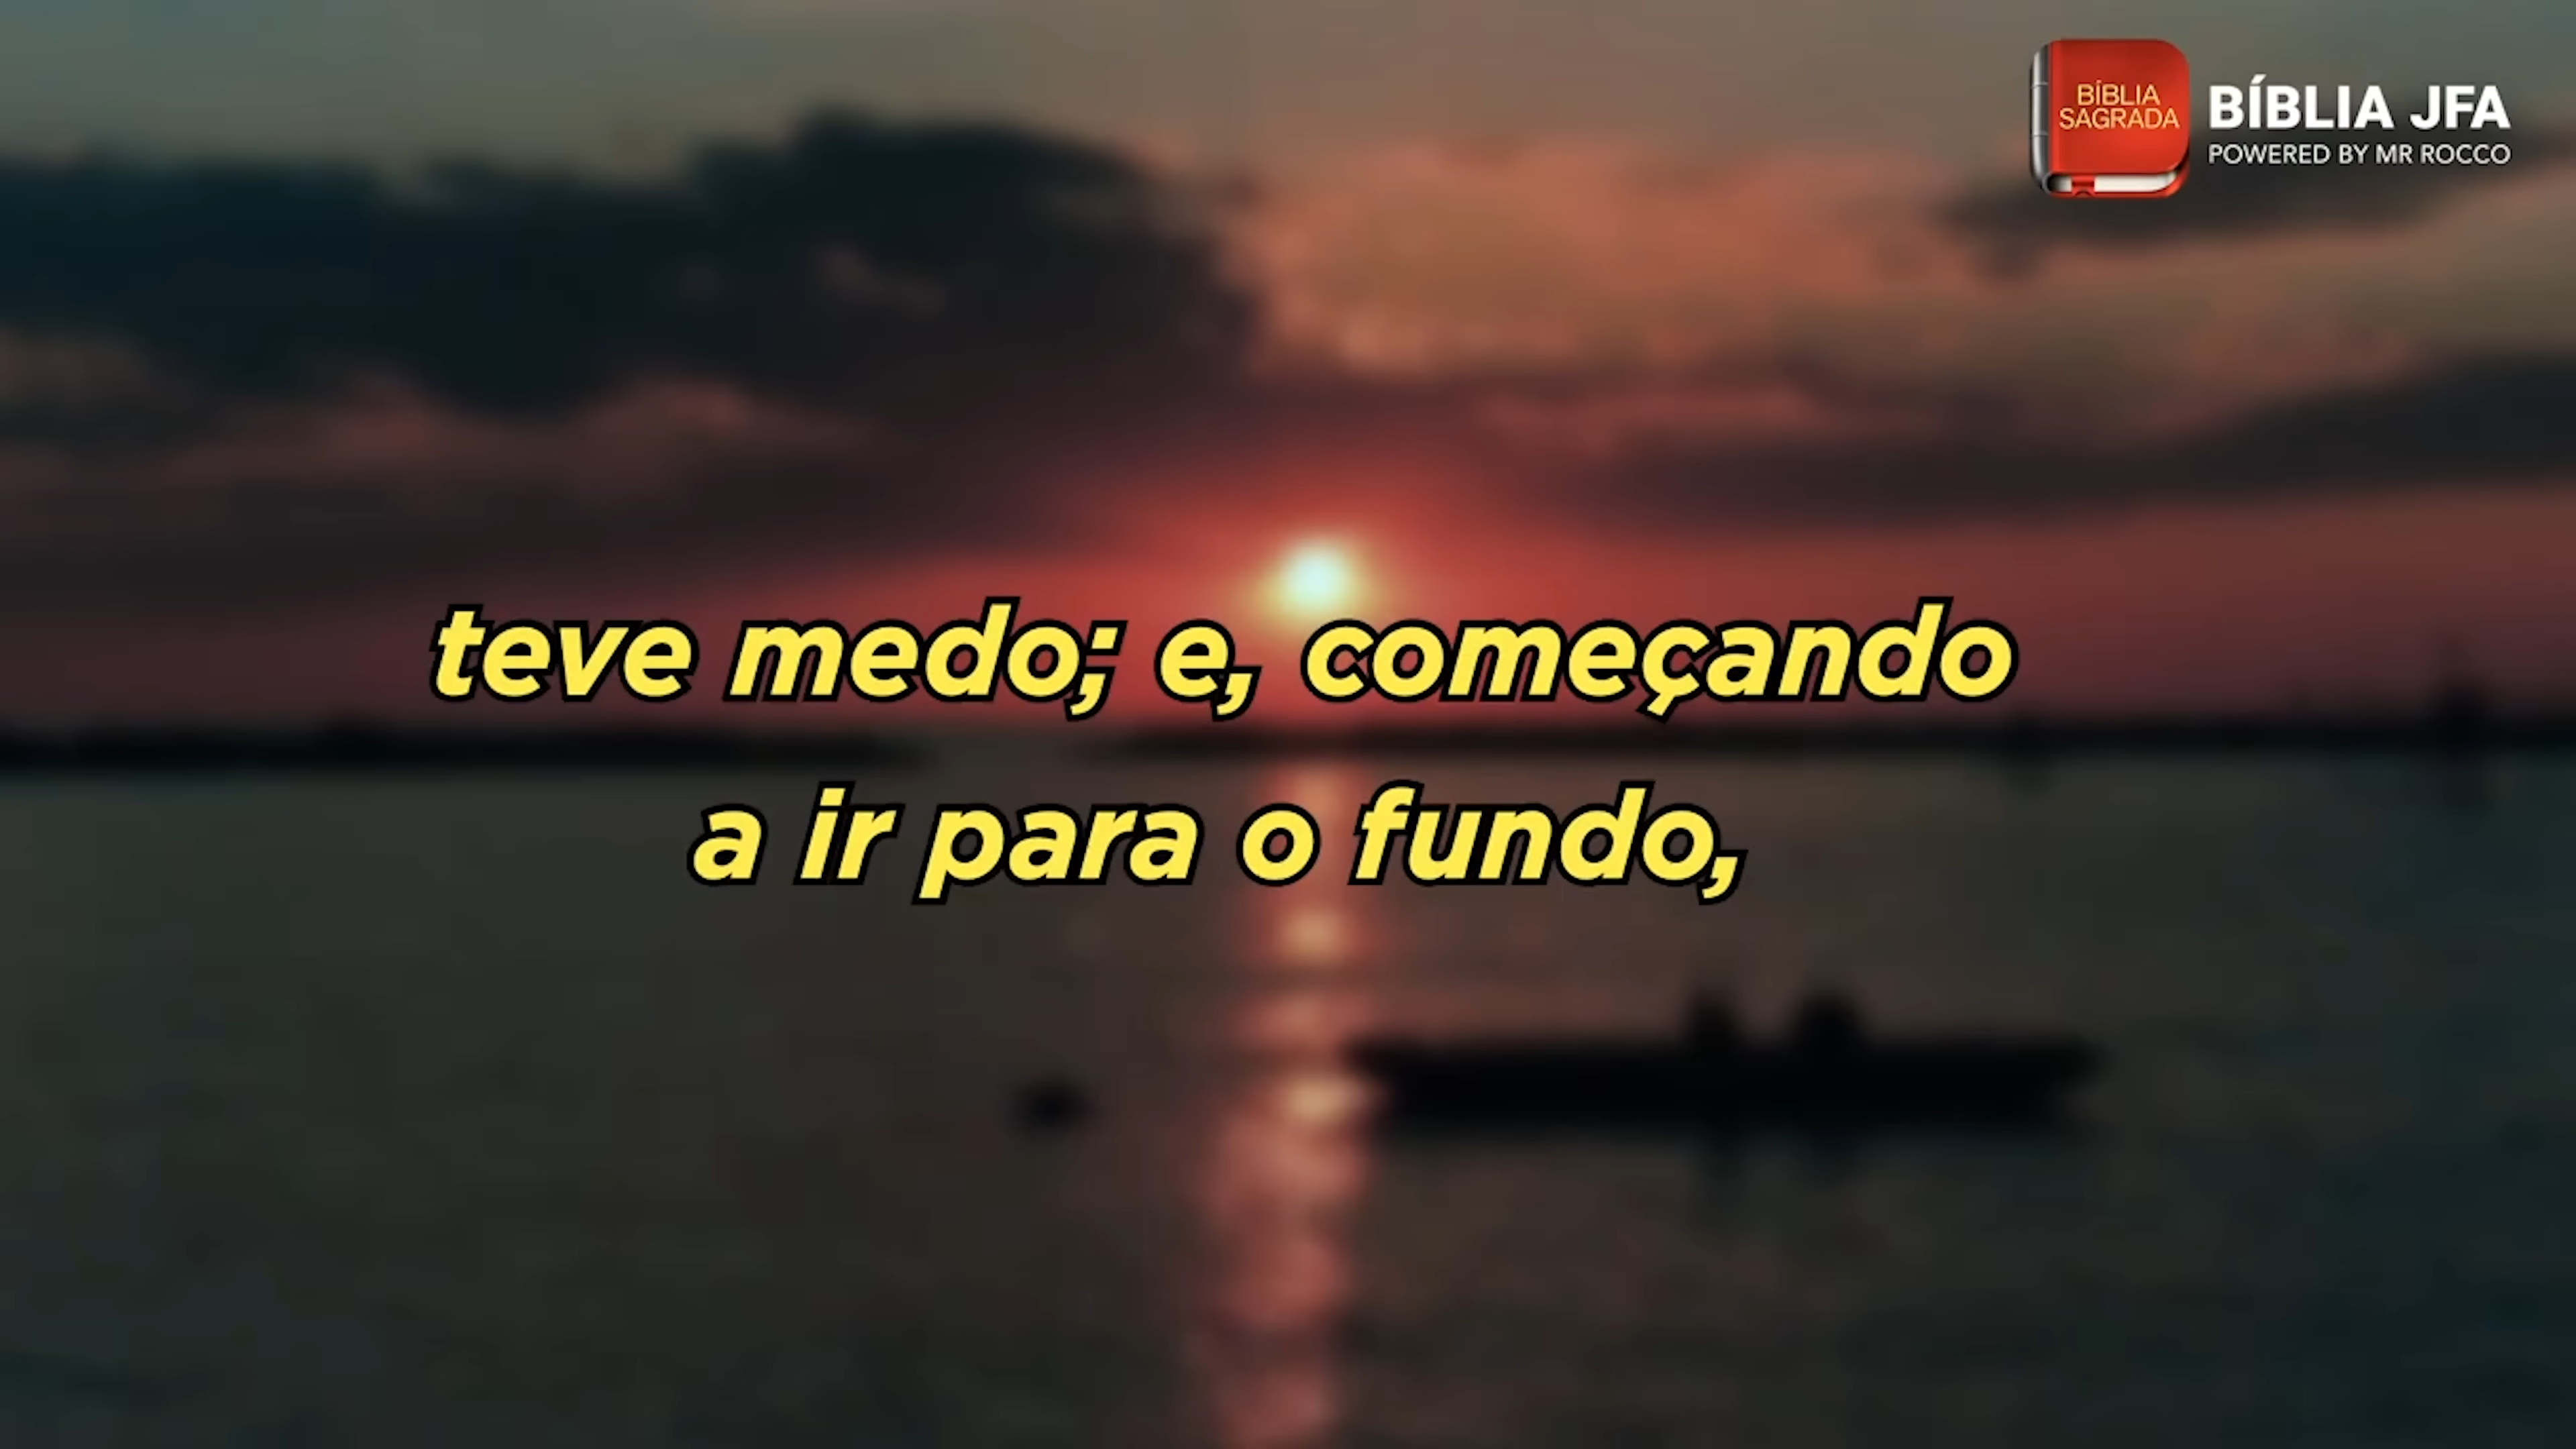 BÍBLIA
SAGRADA
BÍBLIA JFA
POWERED BY MR ROCCO
teve medo; e, começando
a ir para o fundo,